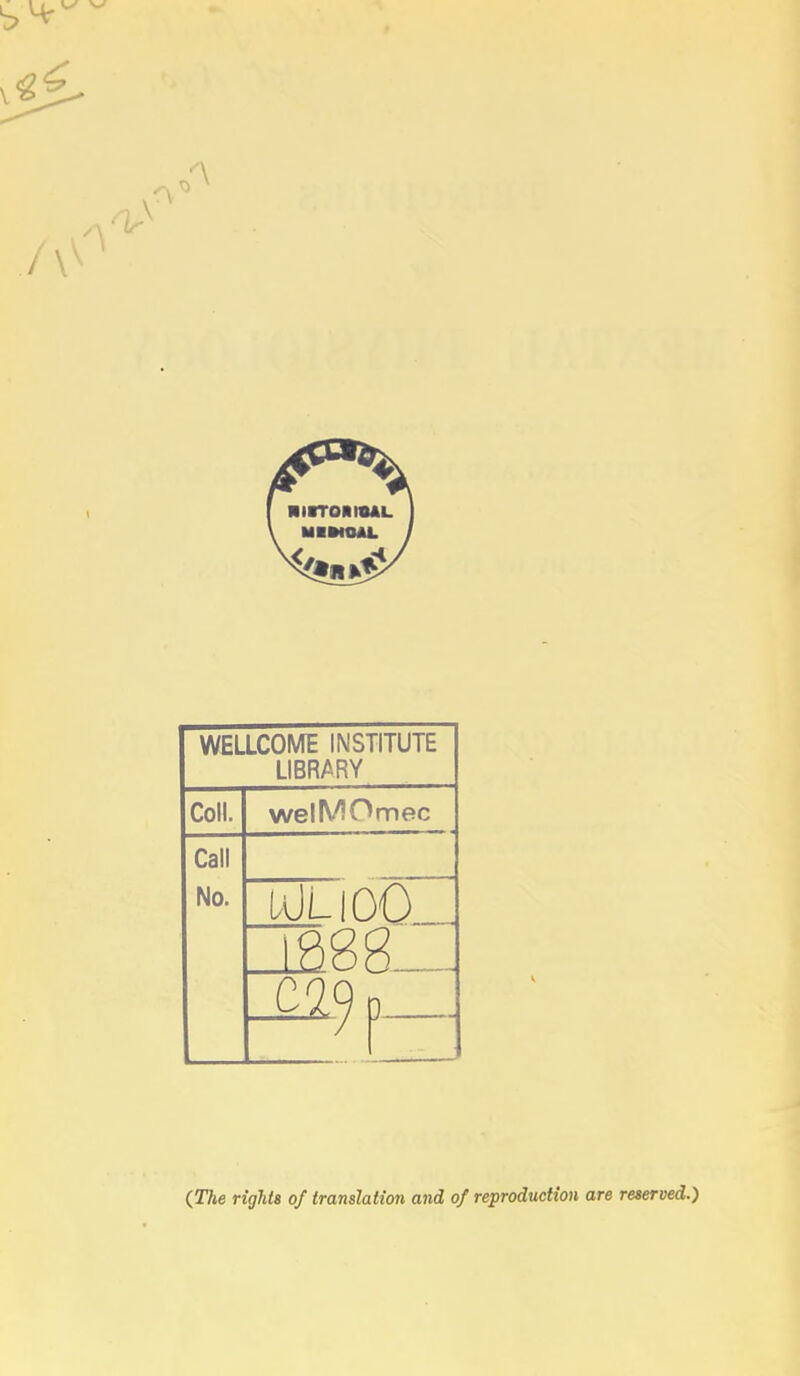 HISTORICAL
MEDICAL
LIBRARY
WELLCOME INSTITUTE
LIBRARY
Coll. welMOmec
Call
No. WL100
1888
C29p
(The rights of translation and of reproduction are reserved.)